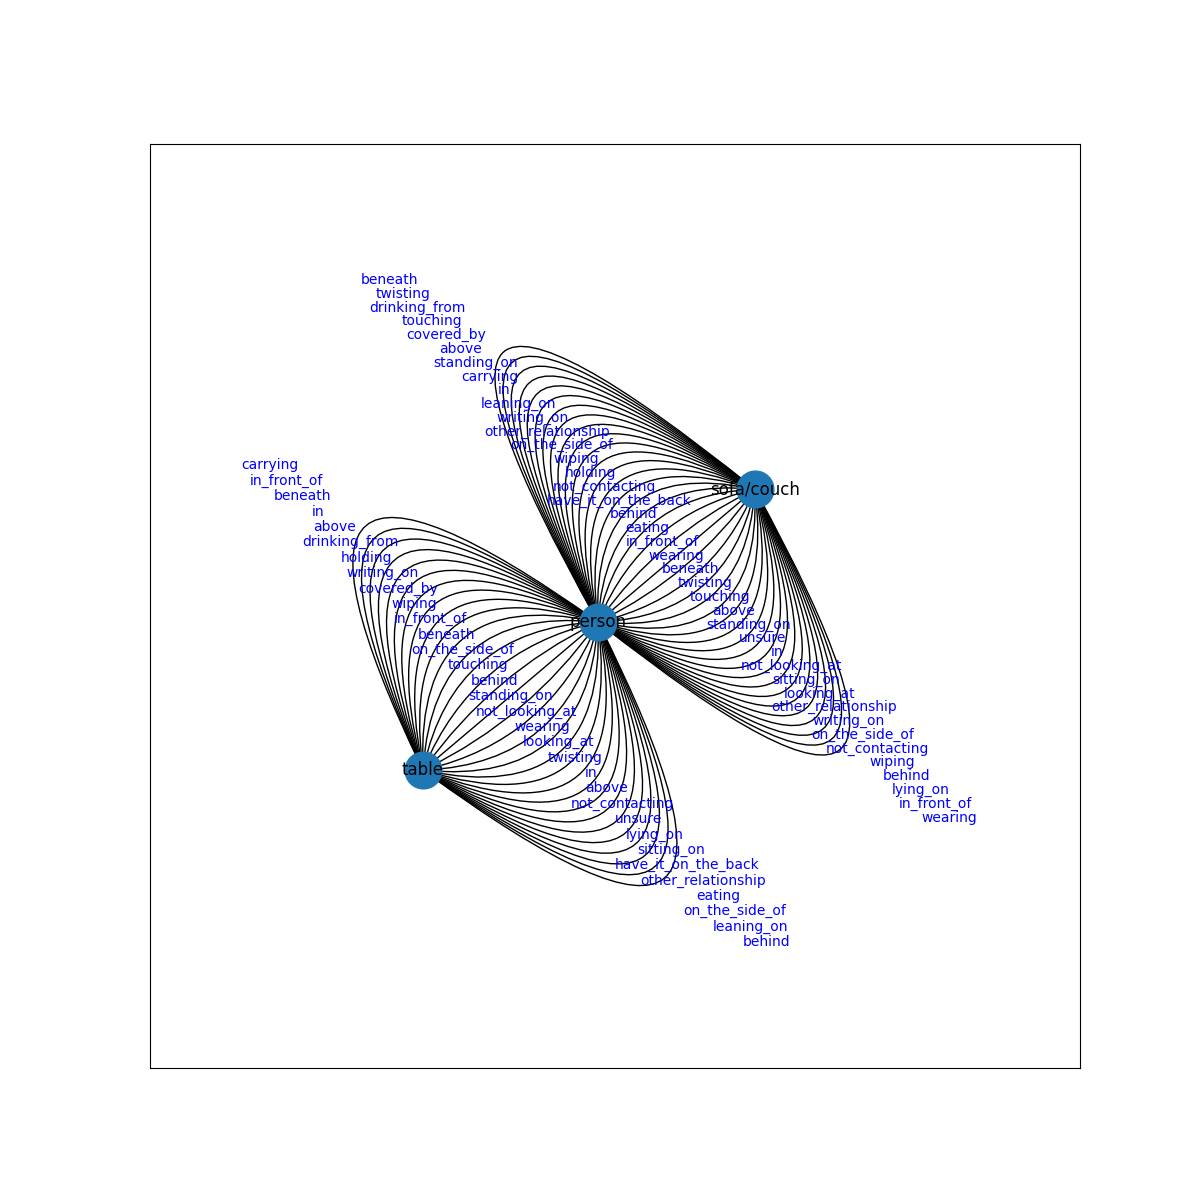 beneath
twisting
drinking_from
touching
covered_by
above
standing_on
carrying
in
leaning_on
writing_on
other_relationship
on_the_side_of
wiping
holding
not_contacting
have_it_on_the_back
behind
eating
in_front_of
wearing
beneath
twisting
touching
above
standing_on
unsure
in
not_looking_at
sitting_on
looking_at
other_relationship
writing_on
on_the_side_of
not_contacting
wiping
behind
lying_on
in_front_of
wearing
sofa/couch
person
table
carrying
in_front_of
beneath
in
above
drinking_from
holding
writing_on
covered_by
wiping
in_front_of
beneath
on_the_side_of
touching
behind
standing_on
not_looking_at
wearing
looking_at
twisting
in
above
not_contacting
unsure
lying_on
sitting_on
have_it_on_the_back
other_relationship
eating
on_the_side_of
leaning_on
behind